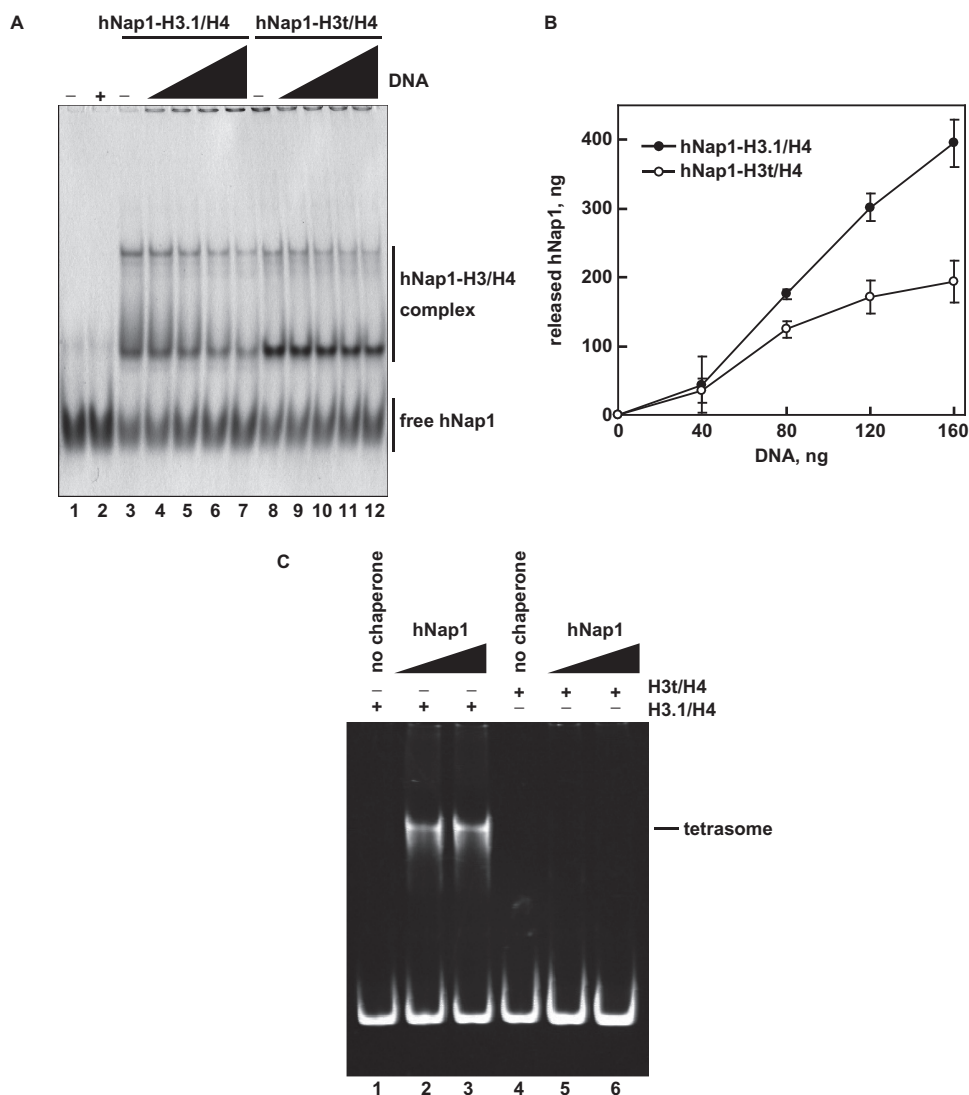 A
hNap1-H3.1/H4 hNap1-H3t/H4
DNA
− + − −
hNap1-H3/H4
complex
free hNap1
1 2 3 4 5 6 7 8 9 10 11 12
B
400
300
200
100
0
released hNap1, ng
hNap1-H3.1/H4
hNap1-H3t/H4
0 40 80 120 160
DNA, ng
C
no chaperone
hNap1
no chaperone
hNap1
− − − + + + H3t/H4
+ + + − − − H3.1/H4
tetrasome
1 2 3 4 5 6